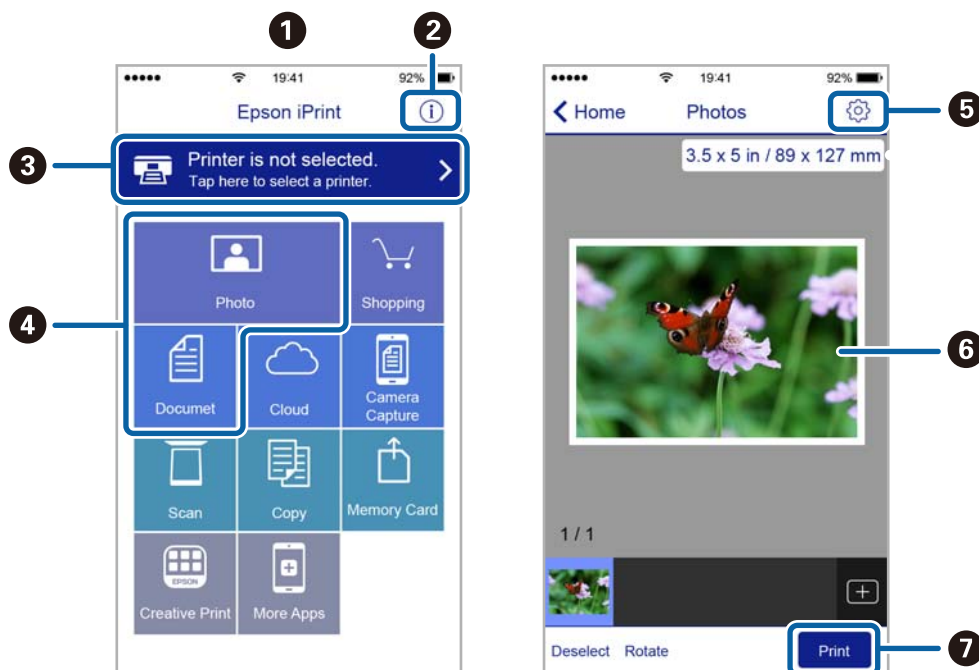 1
2
19:41
92%
Epson iPrint
i
3
Printer is not selected.
Tap here to select a printer.
4
Photo
Shopping
Documet
Cloud
Camera
Capture
Scan
Copy
Memory Card
EPSON
Creative Print
More Apps
19:41
92%
Home
Photos
5
3.5 x 5 in / 89 x 127 mm
6
1 / 1
Deselect
Rotate
Print
7